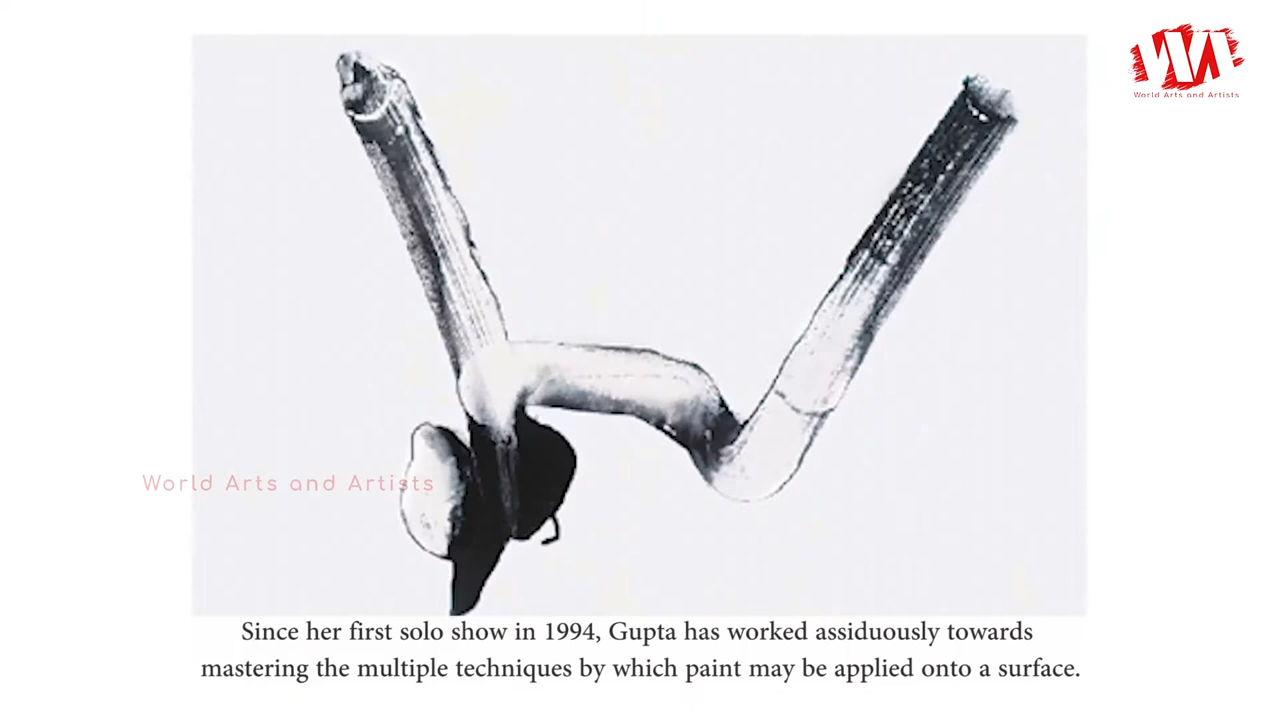 World Arts and Artists
World Arts and Artists
Since her first solo show in 1994, Gupta has worked assiduously towards
mastering the multiple techniques by which paint may be applied onto a surface.